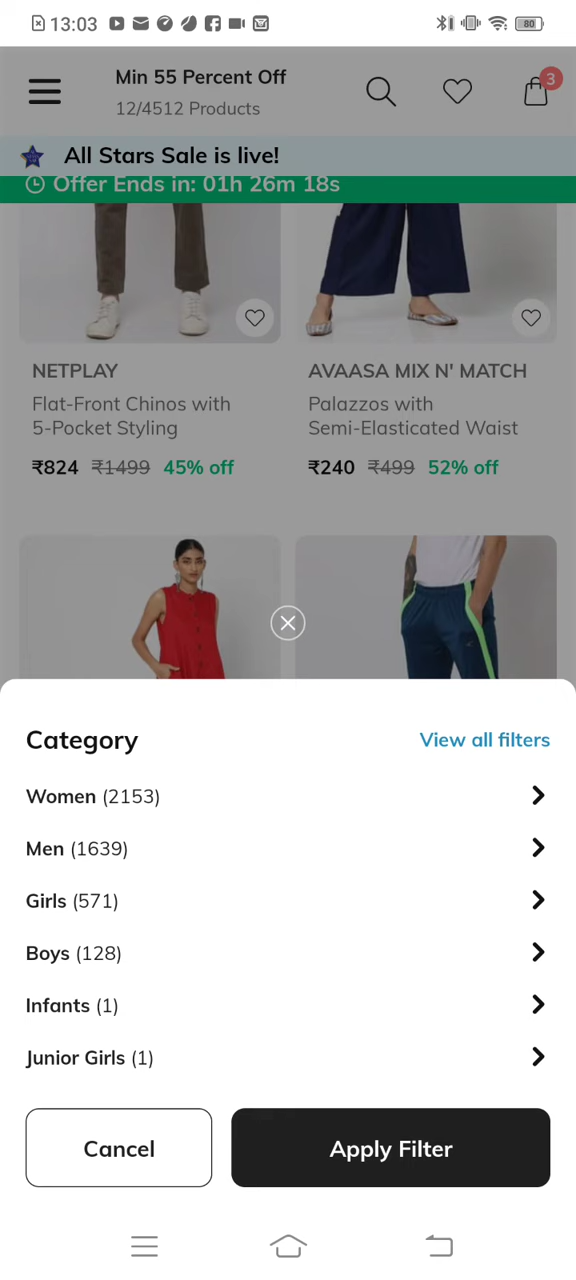 13:03
80
Min 55 Percent Off
12/4512 Products
3
All Stars Sale is live!
Offer Ends in: 01h 26m 18s
NETPLAY
Flat-Front Chinos with
5-Pocket Styling
₹824 ₹1499 45% off
AVAASA MIX N' MATCH
Palazzos with
Semi-Elasticated Waist
₹240 ₹499 52% off
Category
View all filters
Women (2153)
Men (1639)
Girls (571)
Boys (128)
Infants (1)
Junior Girls (1)
Cancel
Apply Filter